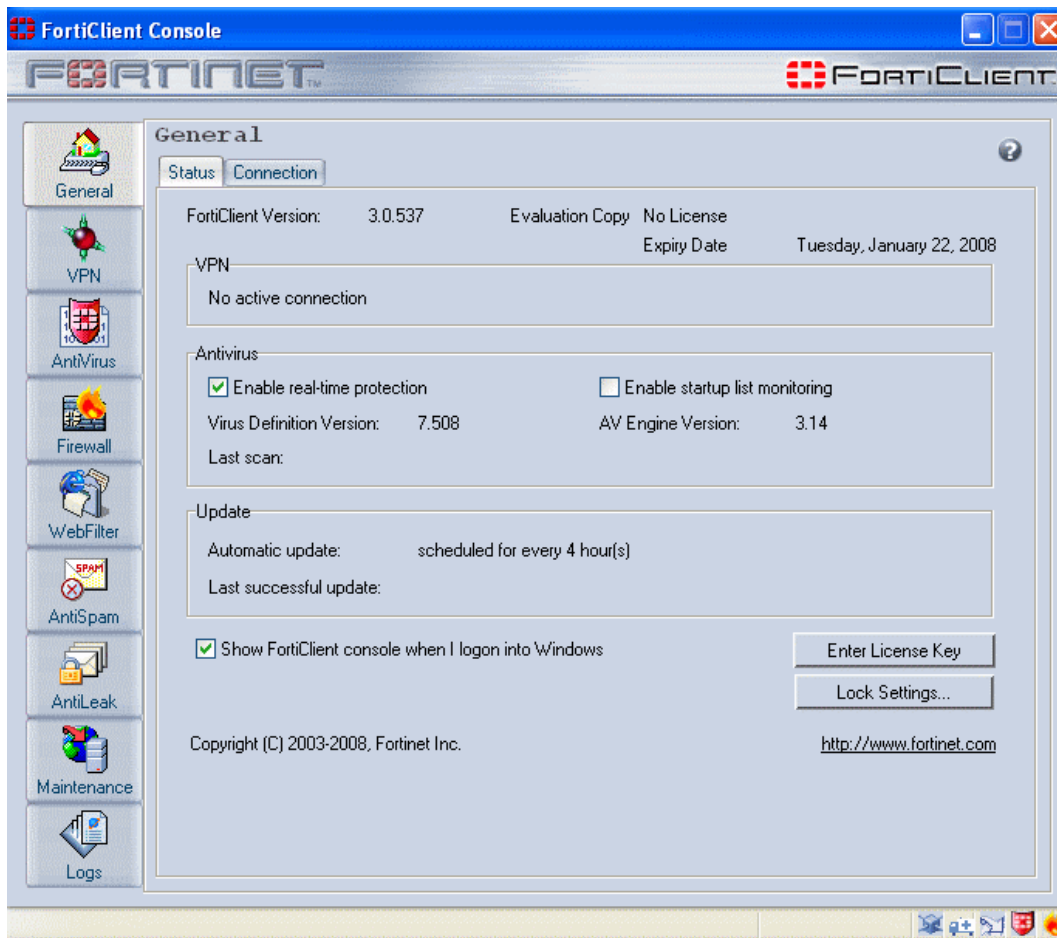 FortiClient Console
FORTINET™
FORTICLIENT
General
Status Connection
General
VPN
AntiVirus
Firewall
WebFilter
SPAM
AntiSpam
AntiLeak
Maintenance
Logs
FortiClient Version: 3.0.537 Evaluation Copy No License
Expiry Date Tuesday, January 22, 2008
VPN
No active connection
Antivirus
Enable real-time protection Enable startup list monitoring
Virus Definition Version: 7.508 AV Engine Version: 3.14
Last scan:
Update
Automatic update: scheduled for every 4 hour(s)
Last successful update:
Show FortiClient console when I logon into Windows Enter License Key
Lock Settings...
Copyright (C) 2003-2008, Fortinet Inc. http://www.fortinet.com